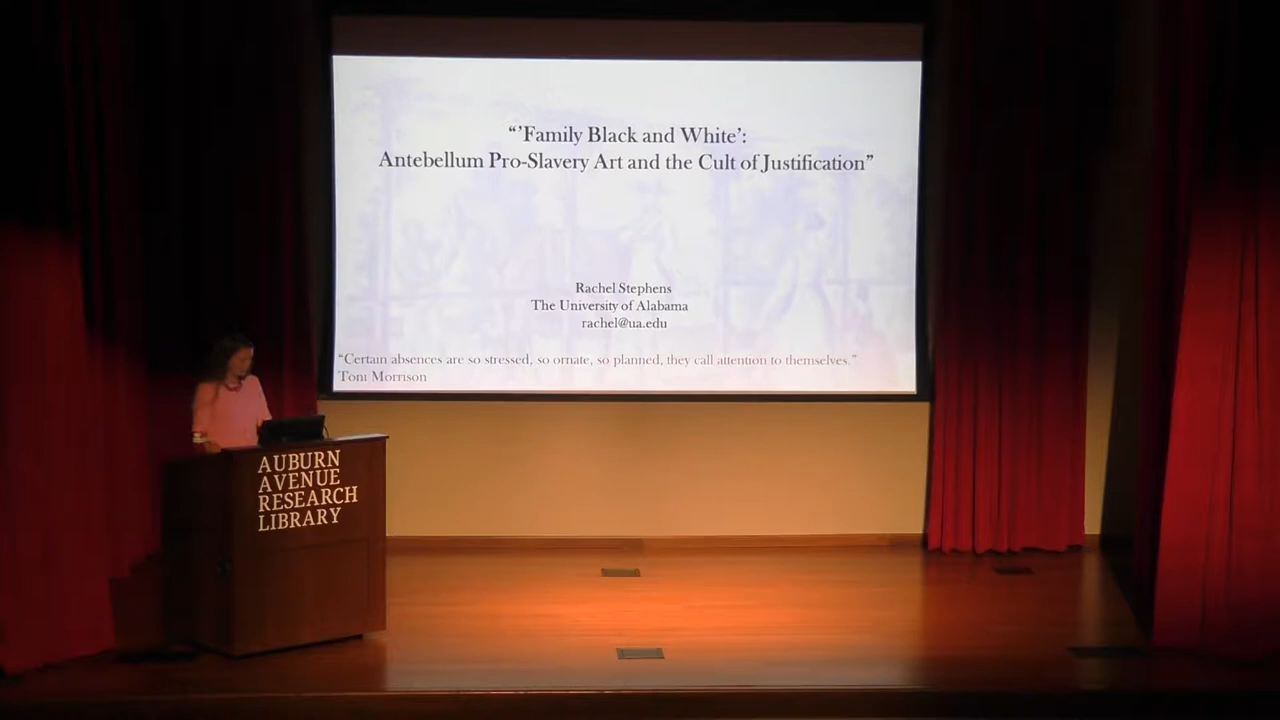 “’Family Black and White’:
Antebellum Pro-Slavery Art and the Cult of Justification”
Rachel Stephens
The University of Alabama
rachel@ua.edu
“Certain absences are so stressed, so ornate, so planned, they call attention to themselves.”
Toni Morrison
AUBURN
AVENUE
RESEARCH
LIBRARY